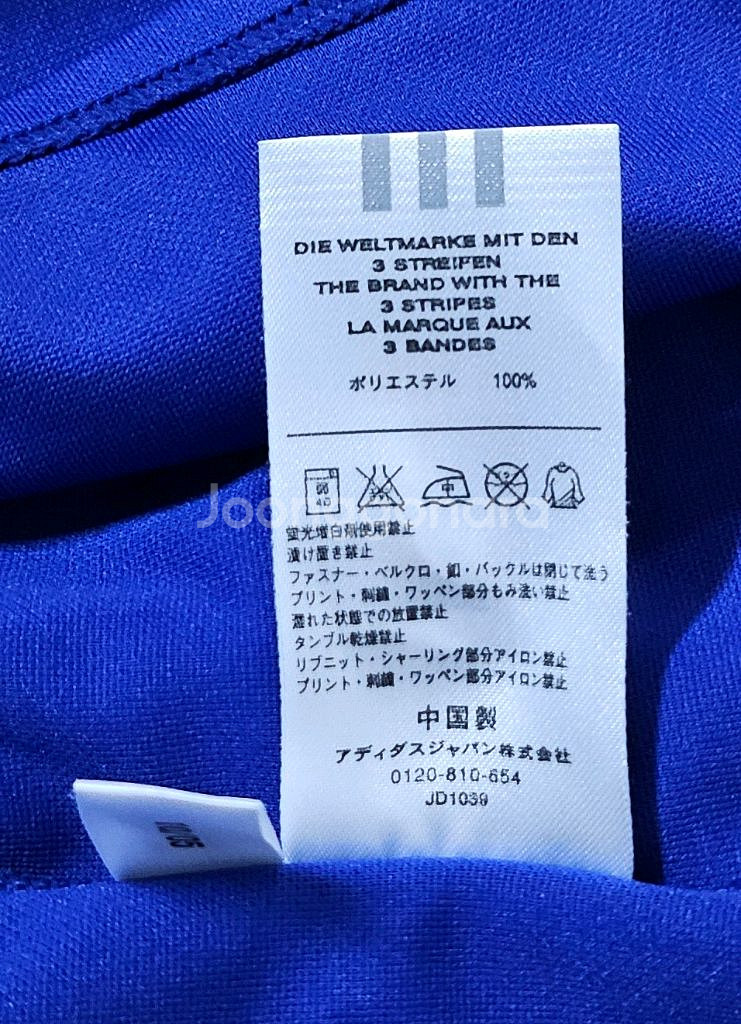 DIE WELTMARKE MIT DEN
3 STREIFEN
THE BRAND WITH THE
3 STRIPES
LA MARQUE AUX
3 BANDES
ポリエステル 100%
40
中
蛍光増白剤使用禁止
漬け置き禁止
ファスナー・ベルクロ・釦・バックルは閉じて洗う
プリント・刺繍・ワッペン部分もみ洗い禁止
濡れた状態での放置禁止
タンブル乾燥禁止
リブニット・シャーリング部分アイロン禁止
プリント・刺繍・ワッペン部分アイロン禁止
中国製
アディダスジャパン株式会社
0120-810-654
JD1039